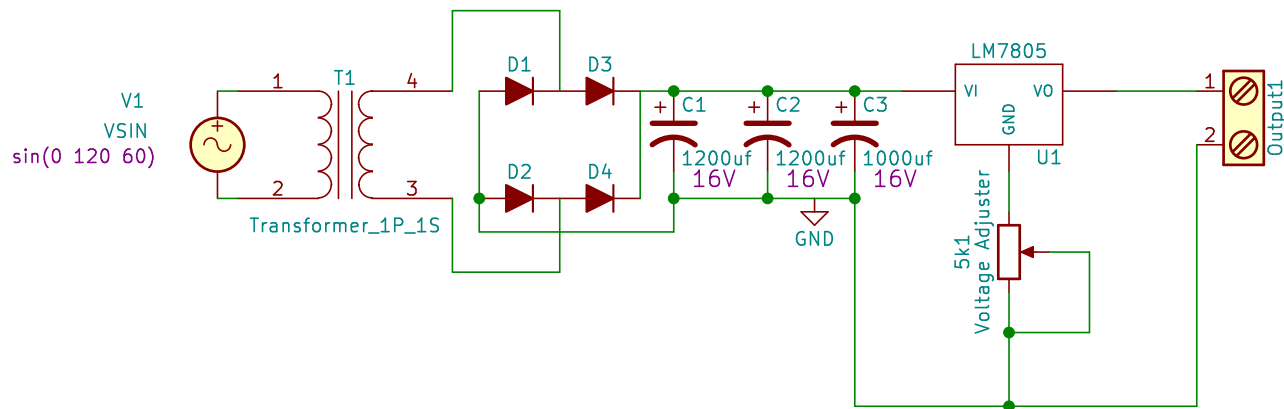 V1
VSIN
sin(0 120 60)
1
2
T1
4
3
Transformer_1P_1S
D1
D3
D2
D4
+
C1
1200uf
16V
+
C2
1200uf
16V
+
C3
1000uf
16V
GND
LM7805
VI
VO
GND
U1
5k1
Voltage Adjuster
1
2
Output1